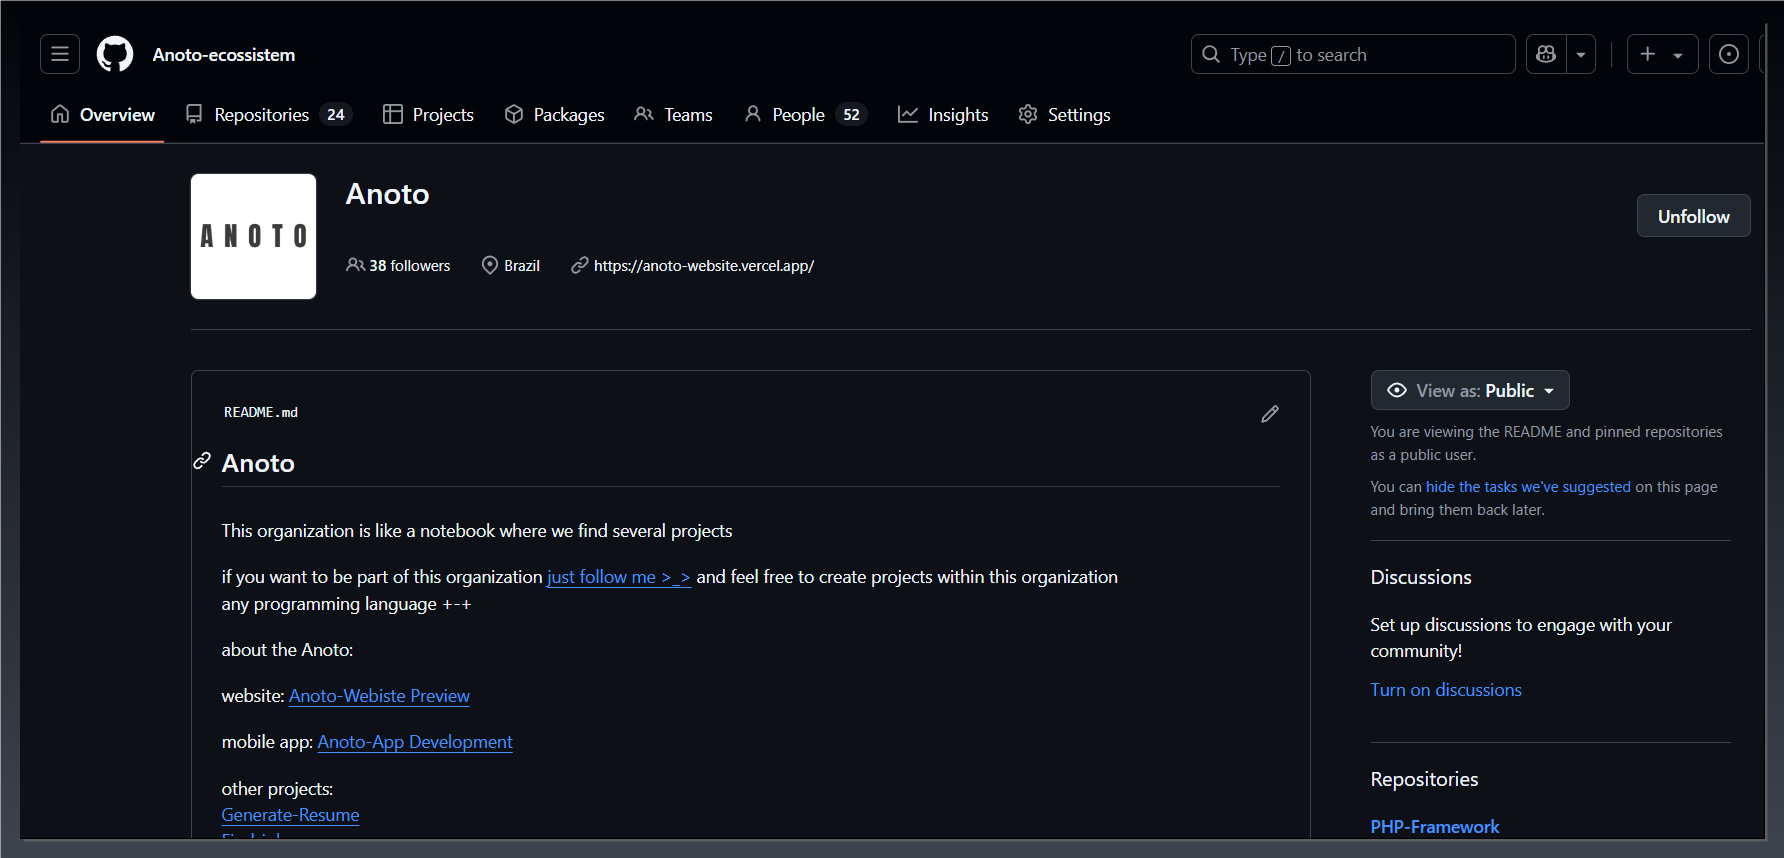 Anoto-ecossistem
Type / to search
Overview
Repositories 24
Projects
Packages
Teams
People 52
Insights
Settings
ANOTO
Anoto
38 followers
Brazil
https://anoto-website.vercel.app/
Unfollow
README.md
Anoto
This organization is like a notebook where we find several projects
if you want to be part of this organization just follow me >_> and feel free to create projects within this organization
any programming language +-+
about the Anoto:
website: Anoto-Webiste Preview
mobile app: Anoto-App Development
other projects:
Generate-Resume
View as: Public
You are viewing the README and pinned repositories
as a public user.
You can hide the tasks we've suggested on this page
and bring them back later.
Discussions
Set up discussions to engage with your
community!
Turn on discussions
Repositories
PHP-Framework